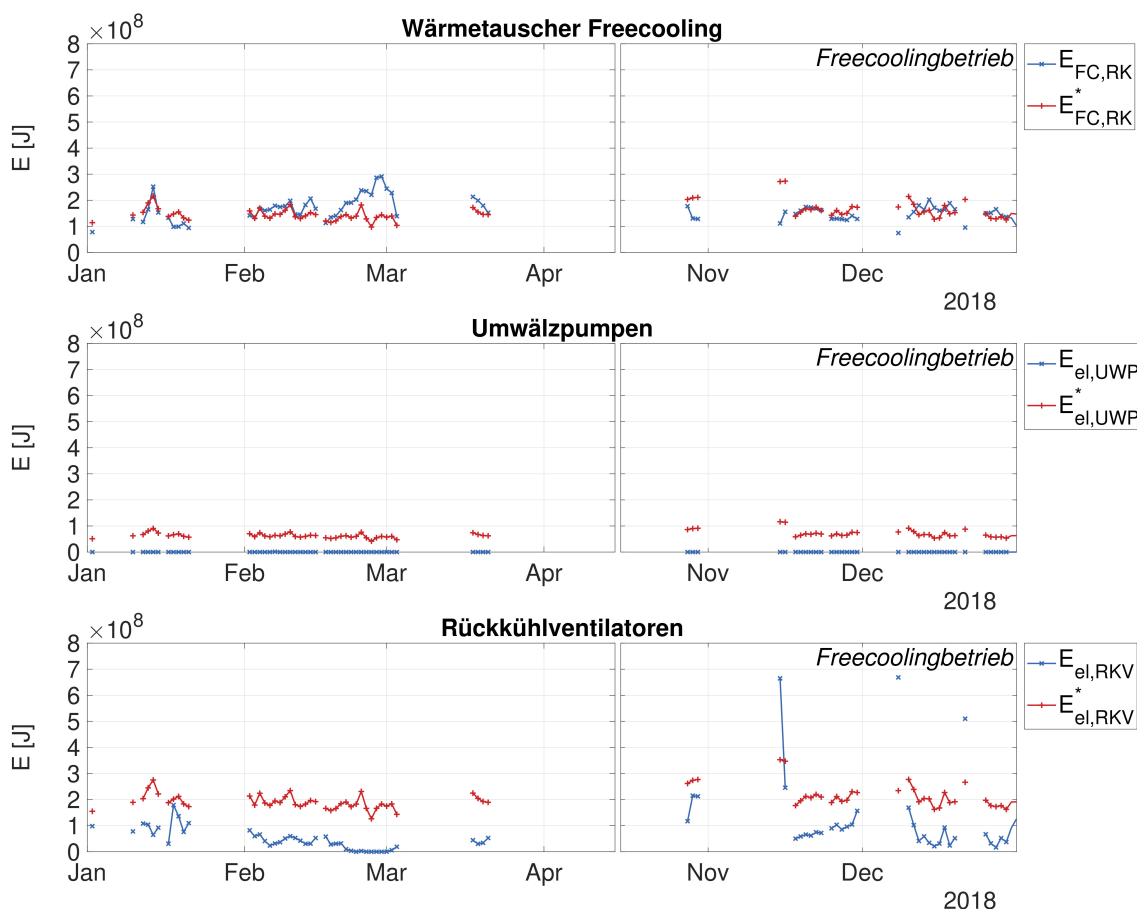 Wärmetauscher Freecooling
×10^8
Freecoolingbetrieb
E_FC,RK
E*_FC,RK
E [J]
8
7
6
5
4
3
2
1
0
Jan Feb Mar Apr Nov Dec
2018
Umwälzpumpen
×10^8
Freecoolingbetrieb
E_el,UWP
E*_el,UWP
E [J]
8
7
6
5
4
3
2
1
0
Jan Feb Mar Apr Nov Dec
2018
Rückkühlventilatoren
×10^8
Freecoolingbetrieb
E_el,RKV
E*_el,RKV
E [J]
8
7
6
5
4
3
2
1
0
Jan Feb Mar Apr Nov Dec
2018